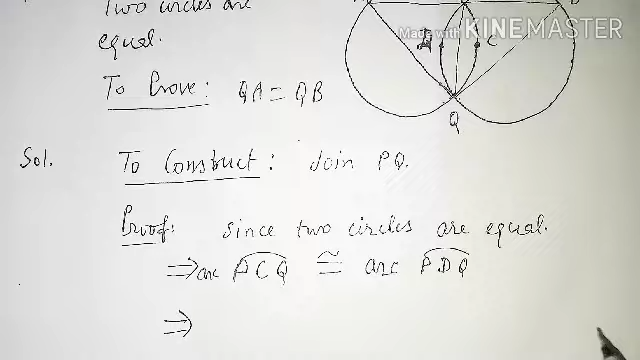 Two circles are
equal.
Made with KINEMASTER
C
Q
To Prove: QA = QB
Sol. To Construct: Join PQ.
Proof: since two circles are equal.
⇒ arc PCQ ≅ arc PDQ
⇒